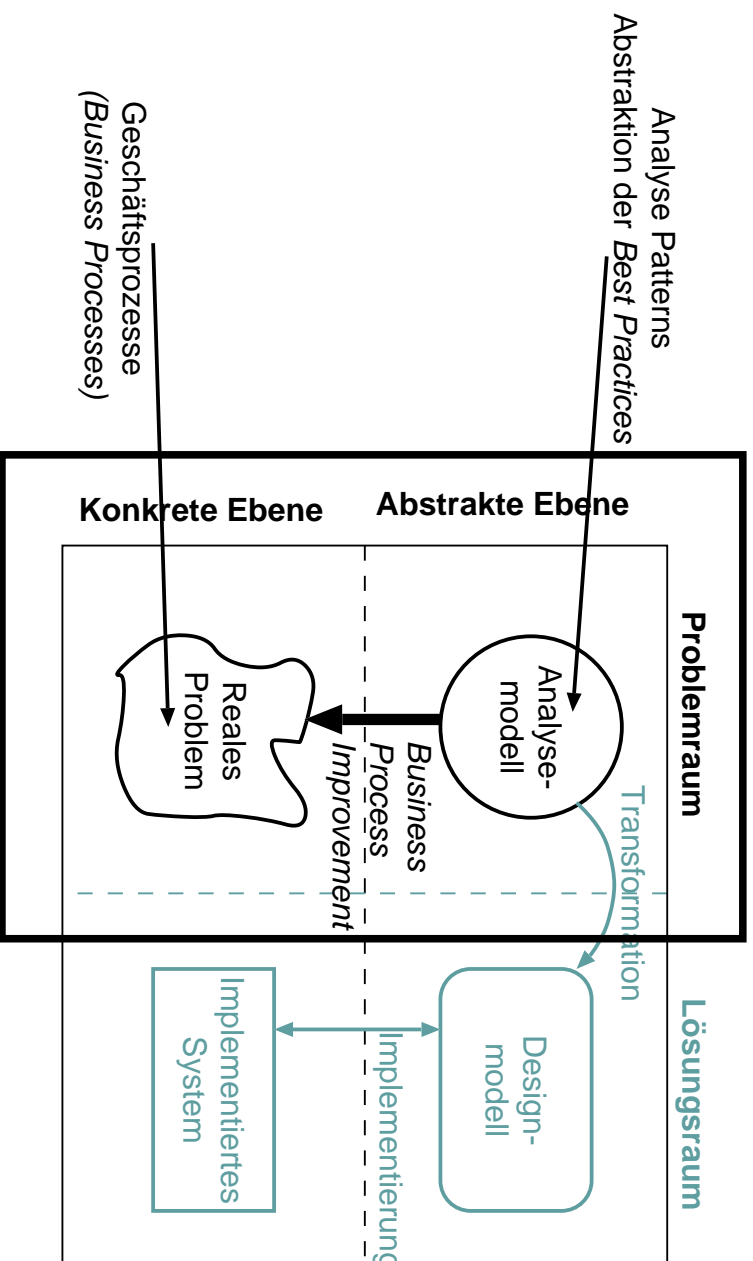 Problemraum
Lösungsraum
Analyse Patterns
Abstraktion der Best Practices
Abstrakte Ebene
Analyse-
modell
Transformation
Design-
modell
Business
Process
Improvement
Implementierung
Geschäftsprozesse
(Business Processes)
Konkrete Ebene
Reales
Problem
Implementiertes
System